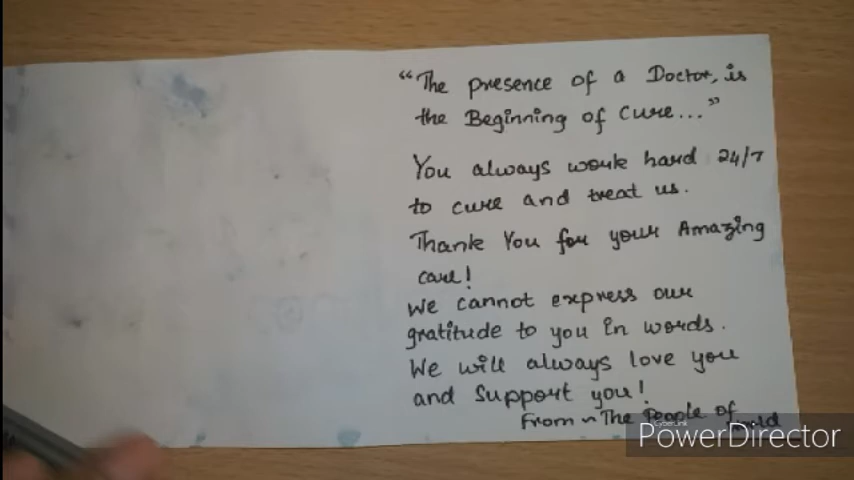 “The presence of a Doctor, is
the Beginning of Cure...”
You always work hard 24/7
to cure and treat us.
Thank You for your Amazing
care!
We cannot express our
gratitude to you in words.
We will always love you
and Support you!
From ~ The People of
World
CyberLink
PowerDirector